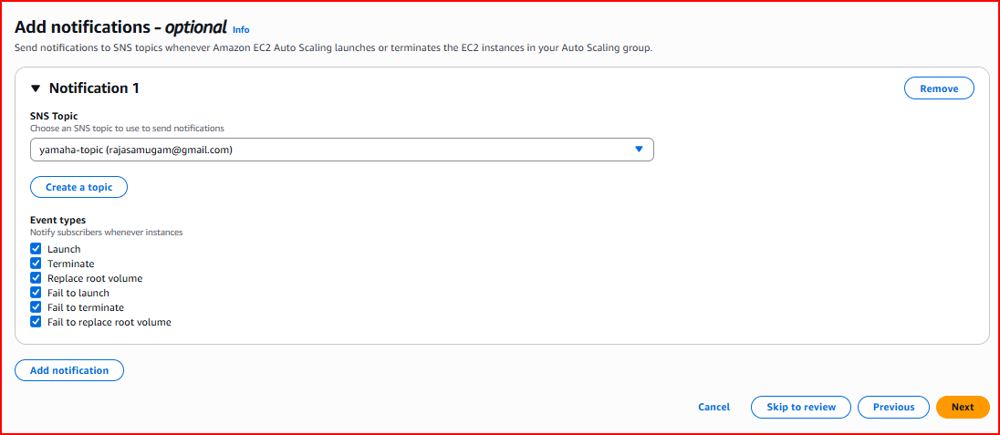 Add notifications - optional Info
Send notifications to SNS topics whenever Amazon EC2 Auto Scaling launches or terminates the EC2 instances in your Auto Scaling group.
Notification 1
Remove
SNS Topic
Choose an SNS topic to use to send notifications
yamaha-topic (rajasamugam@gmail.com)
Create a topic
Event types
Notify subscribers whenever instances
Launch
Terminate
Replace root volume
Fail to launch
Fail to terminate
Fail to replace root volume
Add notification
Cancel
Skip to review
Previous
Next